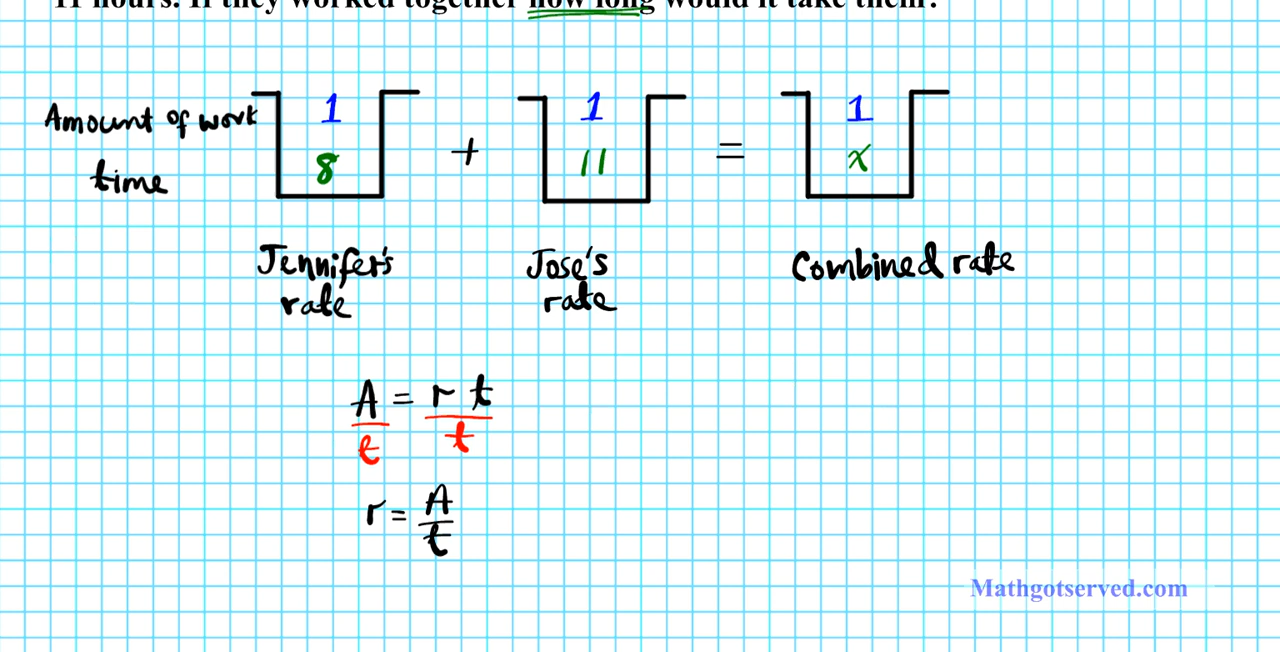 11 hours. If they worked together how long would it take them?
Amount of work 1 + 1 = 1
time 8 11 x
Jennifer's rate
Jose's rate
Combined rate
A = r t
t t
r = A
t
Mathgotserved.com